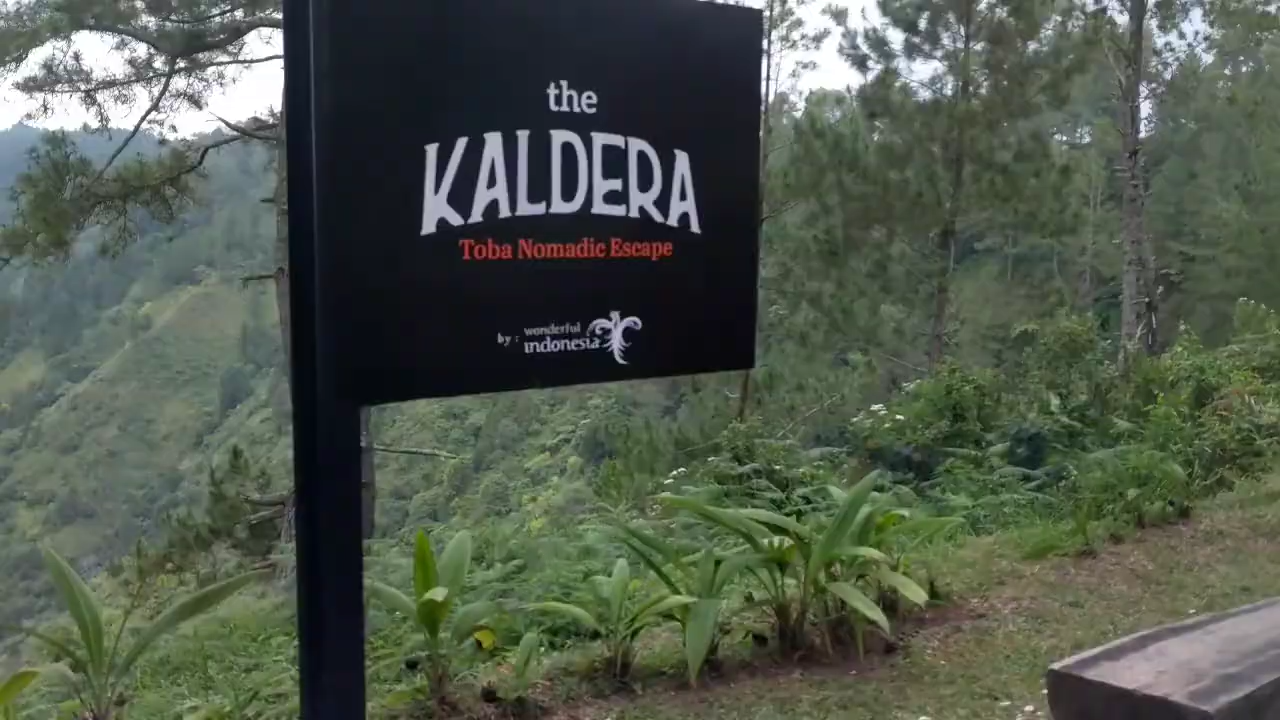 the
KALDERA
Toba Nomadic Escape
by : wonderful
indonesia